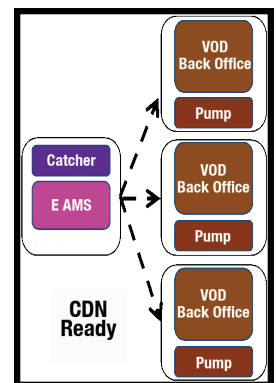 VOD
Back Office
Pump
Catcher
E AMS
VOD
Back Office
Pump
CDN
Ready
VOD
Back Office
Pump